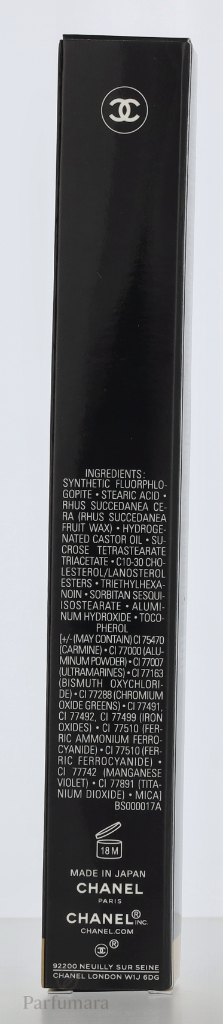 INGREDIENTS:
SYNTHETIC FLUORPHLO-
GOPITE • STEARIC ACID •
RHUS SUCCEDANEA CE-
RA (RHUS SUCCEDANEA
FRUIT WAX) • HYDROGE-
NATED CASTOR OIL • SU-
CROSE TETRASTEARATE
TRIACETATE • C10-30 CHO-
LESTEROL/LANOSTEROL
ESTERS • TRIETHYLHEXA-
NOIN • SORBITAN SESQUI-
ISOSTEARATE • ALUMI-
NUM HYDROXIDE • TOCO-
PHEROL
[+/- (MAY CONTAIN) CI 75470
(CARMINE) • CI 77000 (ALU-
MINUM POWDER) • CI 77007
(ULTRAMARINES) • CI 77163
(BISMUTH OXYCHLORI-
DE) • CI 77288 (CHROMIUM
OXIDE GREENS) • CI 77491,
CI 77492, CI 77499 (IRON
OXIDES) • CI 77510 (FER-
RIC AMMONIUM FERRO-
CYANIDE) • CI 77510 (FER-
RIC FERROCYANIDE) •
CI 77742 (MANGANESE
VIOLET) • CI 77891 (TITA-
NIUM DIOXIDE) • MICA]
BS000017A
18 M
MADE IN JAPAN
CHANEL
PARIS
CHANEL® INC.
CHANEL.COM
®
92200 NEUILLY SUR SEINE
CHANEL LONDON W1J 6DG
Parfumara